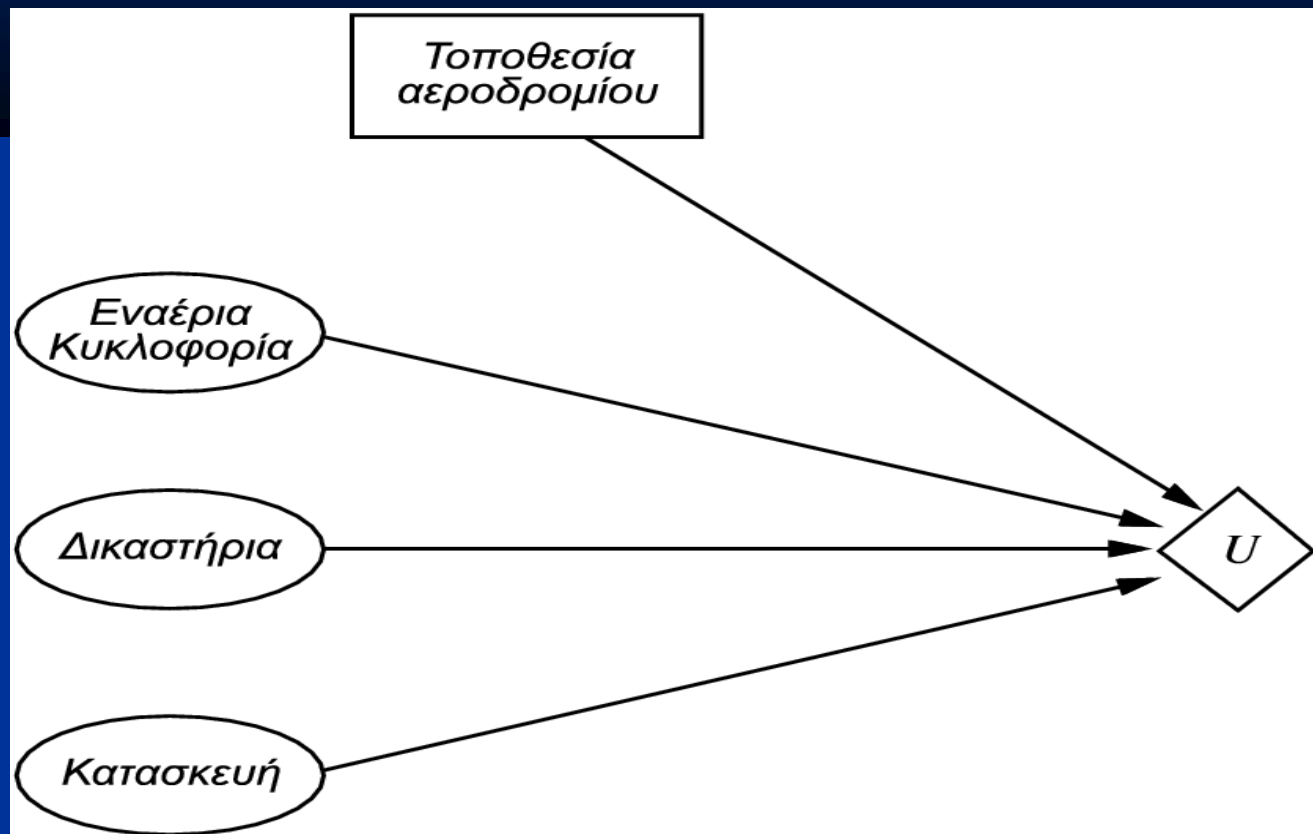 Τοποθεσία
αεροδρομίου
Εναέρια
Κυκλοφορία
Δικαστήρια
U
Κατασκευή